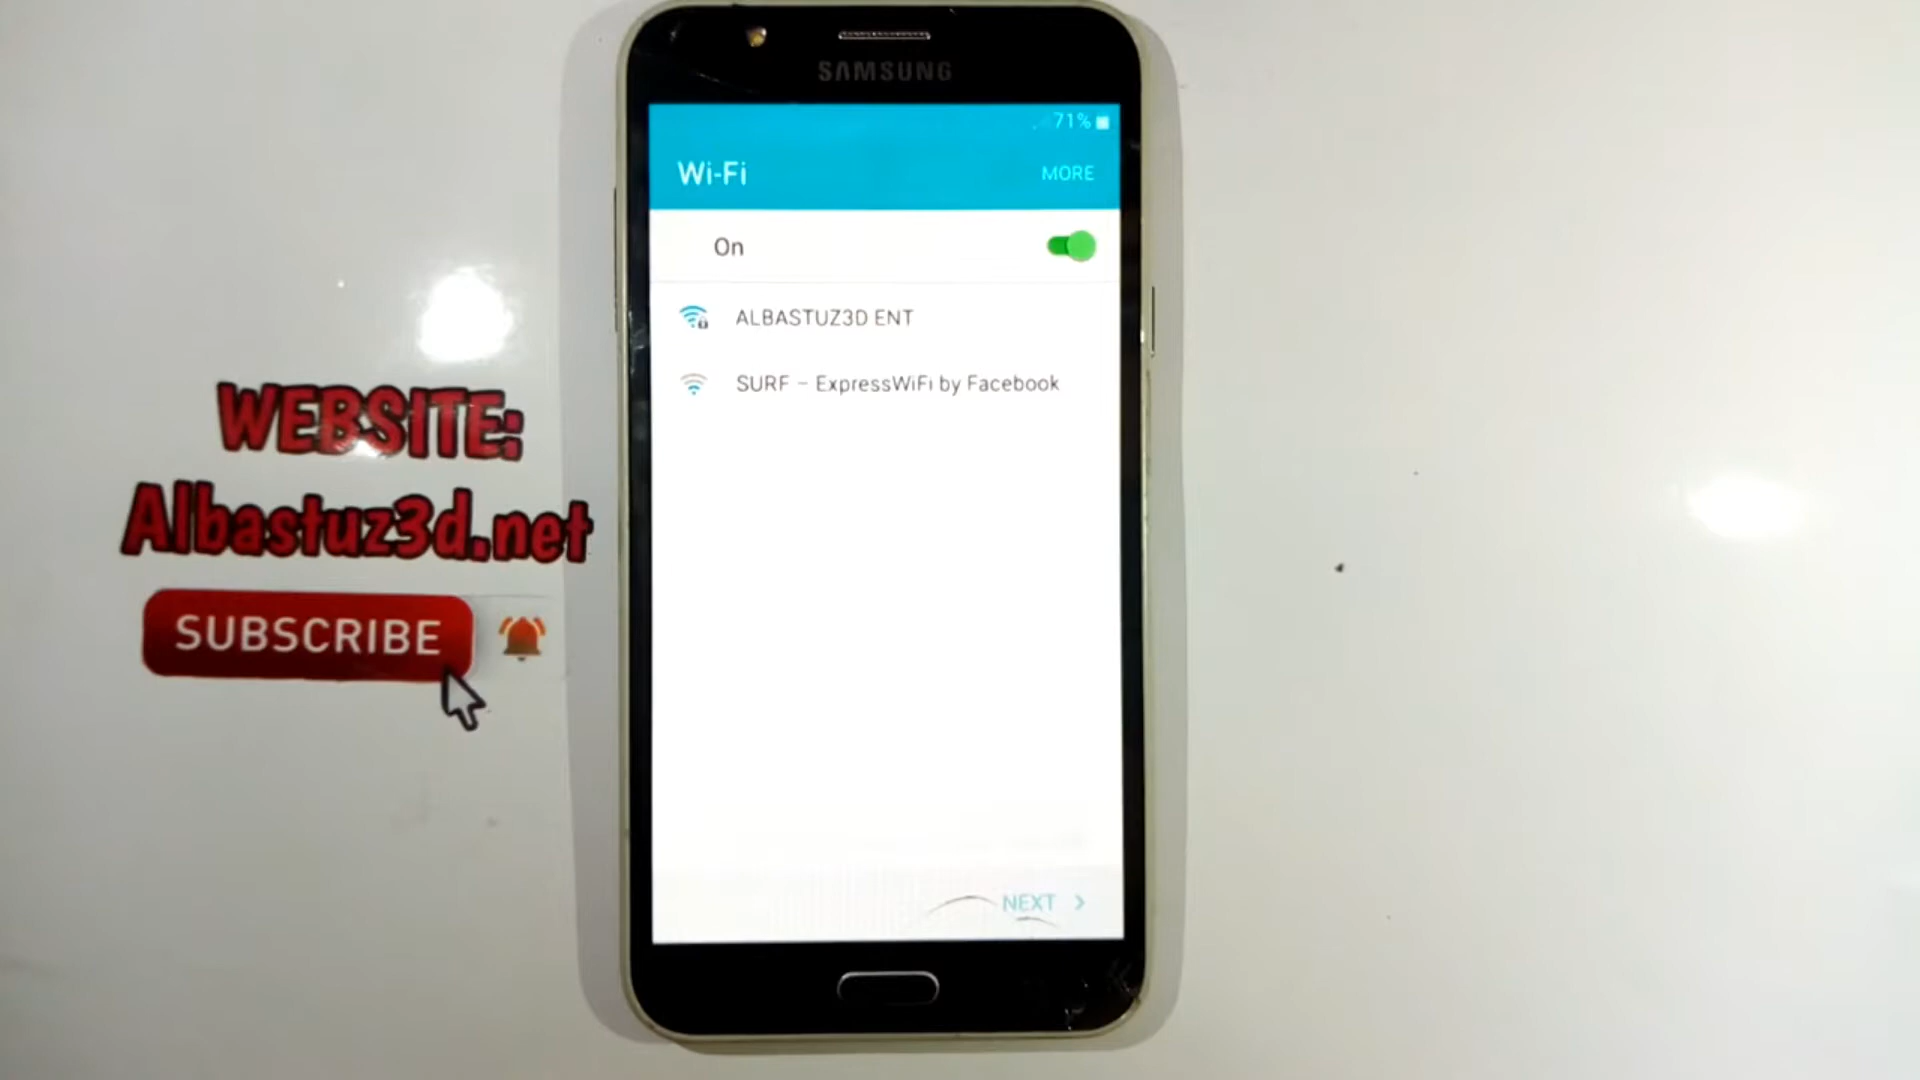 SAMSUNG
71%
Wi-Fi
MORE
On
ALBASTUZ3D ENT
SURF – ExpressWiFi by Facebook
NEXT >
WEBSITE:
Albastuz3d.net
SUBSCRIBE